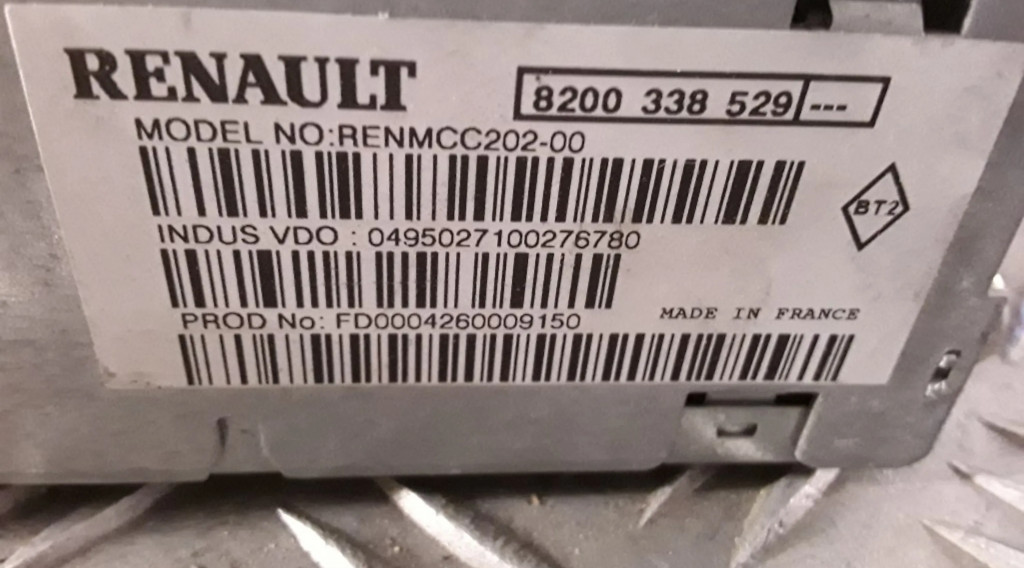 RENAULT
8200 338 529 ---
MODEL NO:RENMCC202-00
BT2
INDUS VDO : 0495027100276780
PROD No: FD0004260009150
MADE IN FRANCE